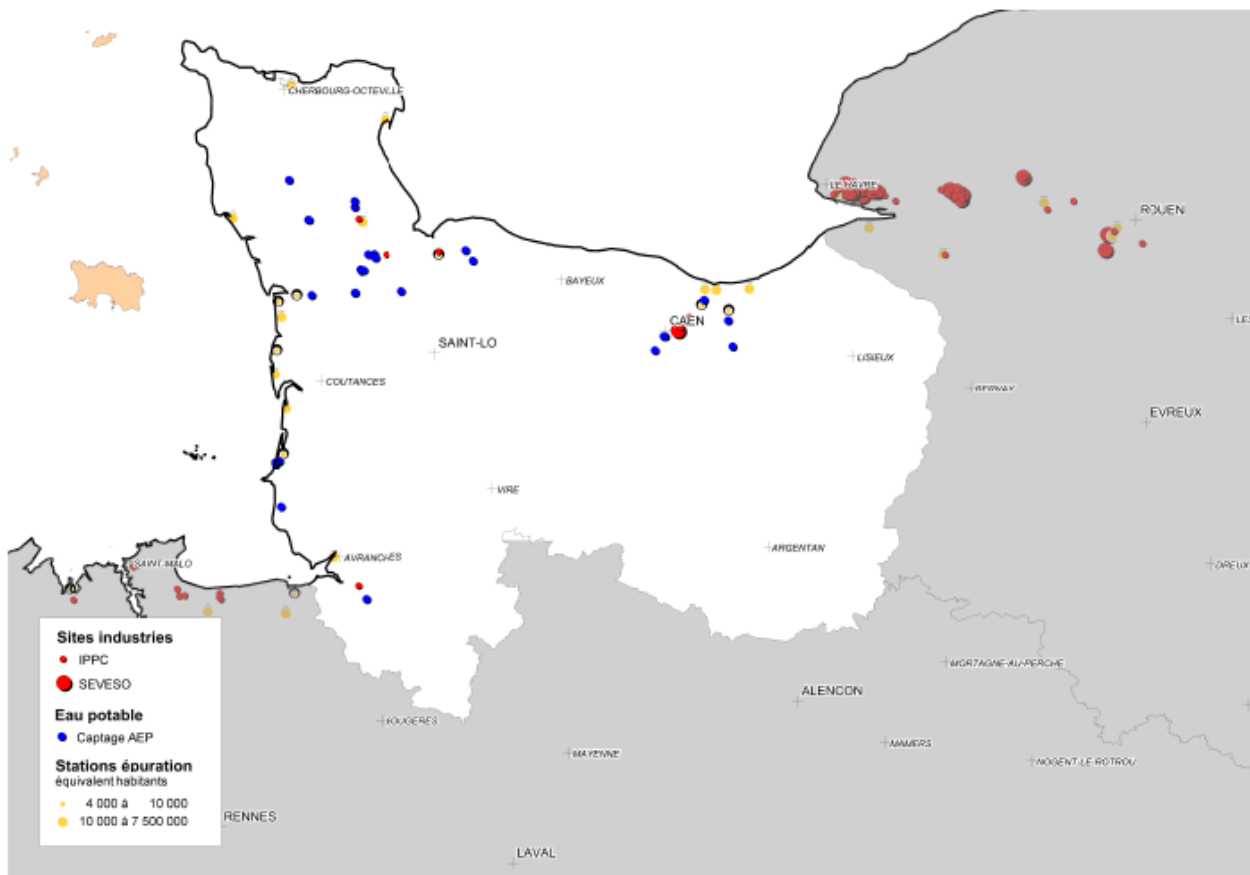 CHERBOURG-OCTEVILLE
LE HAVRE
ROUEN
BAYEUX
CAEN
SAINT-LO
LISIEUX
COUTANCES
BERNAY
EVREUX
VIRE
ARGENTAN
AVRANCHES
SAINT-MALO
DREUX
MORTAGNE-AU-PERCHE
ALENCON
FOUGERES
MAMERS
MAYENNE
NOGENT-LE-ROTROU
RENNES
LAVAL
Sites industries
IPPC
SEVESO
Eau potable
Captage AEP
Stations épuration
équivalent habitants
4 000 à 10 000
10 000 à 7 500 000